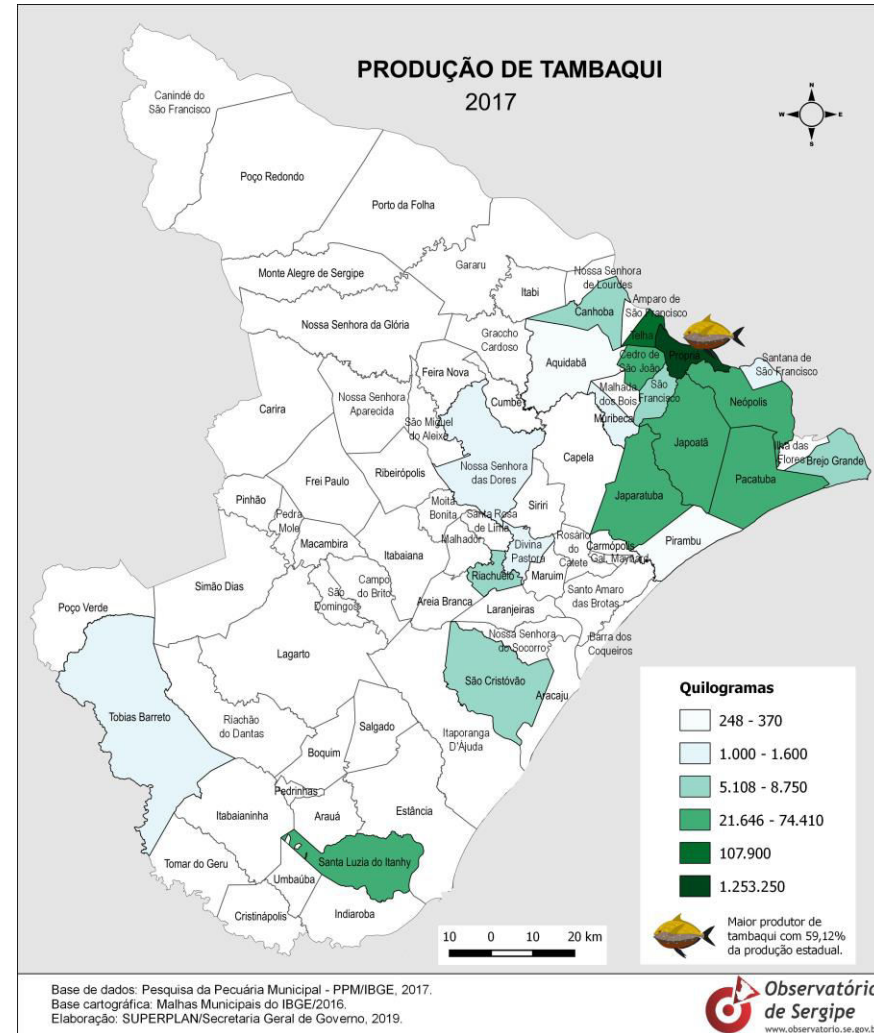 PRODUÇÃO DE TAMBAQUI
2017
N
W
E
S
Canindé do
São Francisco
Poço Redondo
Porto da Folha
Monte Alegre de Sergipe
Gararu
Nossa Senhora
de Lourdes
Itabi
Canhoba
Amparo de
São Francisco
Nossa Senhora da Glória
Graccho
Cardoso
Telha
Aquidabã
Cedro de
São João
Propriá
Santana de
São Francisco
Feira Nova
Carira
Nossa Senhora
Aparecida
Cumbe
Malhada
dos Bois
São
Francisco
Neópolis
São Miguel
do Aleixo
Muribeca
Ilha das
Flores
Brejo Grande
Japoatã
Capela
Nossa Senhora
das Dores
Ribeirópolis
Frei Paulo
Pacatuba
Japaratuba
Pinhão
Pedra
Mole
Moita
Bonita
Siriri
Santa Rosa
de Lima
Macambira
Malhador
Itabaiana
Divina
Pastora
Rosário
do
Catete
Carmópolis
Gal. Maynard
Pirambu
Riachuelo
Maruim
Simão Dias
São
Domingos
Campo
do Brito
Areia Branca
Santo Amaro
das Brotas
Laranjeiras
Poço Verde
Nossa Senhora
do Socorro
Barra dos
Coqueiros
Lagarto
São Cristóvão
Aracaju
Tobias Barreto
Riachão
do Dantas
Salgado
Itaporanga
D'Ajuda
Boquim
Pedrinhas
Itabaianinha
Arauá
Estância
Tomar do Geru
Santa Luzia do Itanhy
Umbaúba
Cristinápolis
Indiaroba
Quilogramas
248 - 370
1.000 - 1.600
5.108 - 8.750
21.646 - 74.410
107.900
1.253.250
Maior produtor de
tambaqui com 59,12%
da produção estadual.
10 0 10 20 km
Base de dados: Pesquisa da Pecuária Municipal - PPM/IBGE, 2017.
Base cartográfica: Malhas Municipais do IBGE/2016.
Elaboração: SUPERPLAN/Secretaria Geral de Governo, 2019.
Observatório
de Sergipe
www.observatorio.se.gov.b